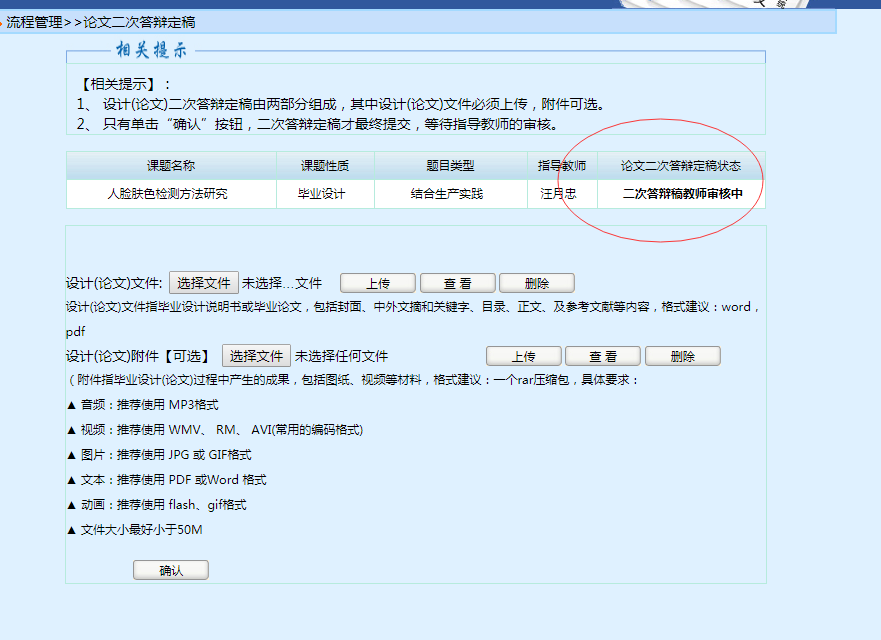 流程管理>>论文二次答辩定稿
相关提示
【相关提示】：
1、 设计(论文)二次答辩定稿由两部分组成，其中设计(论文)文件必须上传，附件可选。
2、 只有单击“确认”按钮，二次答辩定稿才最终提交，等待指导教师的审核。
课题名称 课题性质 题目类型 指导教师 论文二次答辩定稿状态
人脸肤色检测方法研究 毕业设计 结合生产实践 汪月忠 二次答辩稿教师审核中
设计(论文)文件: 选择文件 未选择...文件 上传 查看 删除
设计(论文)文件指毕业设计说明书或毕业论文，包括封面、中外文摘和关键字、目录、正文、及参考文献等内容，格式建议：word，
pdf
设计(论文)附件【可选】 选择文件 未选择任何文件 上传 查看 删除
（附件指毕业设计(论文)过程中产生的成果，包括图纸、视频等材料，格式建议：一个rar压缩包，具体要求：
▲ 音频：推荐使用 MP3格式
▲ 视频：推荐使用 WMV、 RM、 AVI(常用的编码格式)
▲ 图片：推荐使用 JPG 或 GIF格式
▲ 文本：推荐使用 PDF 或Word 格式
▲ 动画：推荐使用 flash、gif格式
▲ 文件大小最好小于50M
确认